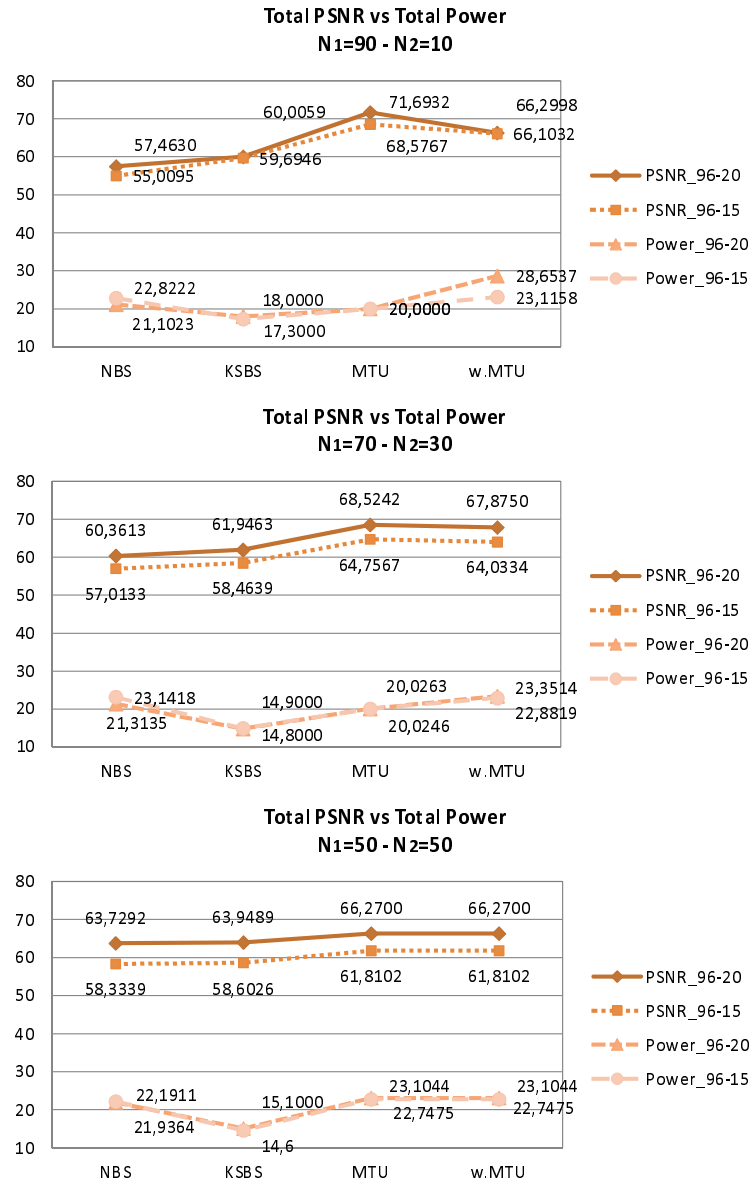 Total PSNR vs Total Power
N1=90 - N2=10
80
70
60
50
40
30
20
10
57,4630
60,0059
71,6932
66,2998
55,0095
59,6946
68,5767
66,1032
22,8222
18,0000
20,0000
28,6537
21,1023
17,3000
23,1158
NBS
KSBS
MTU
w.MTU
PSNR_96-20
PSNR_96-15
Power_96-20
Power_96-15
Total PSNR vs Total Power
N1=70 - N2=30
80
70
60
50
40
30
20
10
60,3613
61,9463
68,5242
67,8750
57,0133
58,4639
64,7567
64,0334
23,1418
14,9000
20,0263
23,3514
21,3135
14,8000
20,0246
22,8819
NBS
KSBS
MTU
w.MTU
PSNR_96-20
PSNR_96-15
Power_96-20
Power_96-15
Total PSNR vs Total Power
N1=50 - N2=50
80
70
60
50
40
30
20
10
63,7292
63,9489
66,2700
66,2700
58,3339
58,6026
61,8102
61,8102
22,1911
15,1000
23,1044
23,1044
21,9364
14,6
22,7475
22,7475
NBS
KSBS
MTU
w.MTU
PSNR_96-20
PSNR_96-15
Power_96-20
Power_96-15